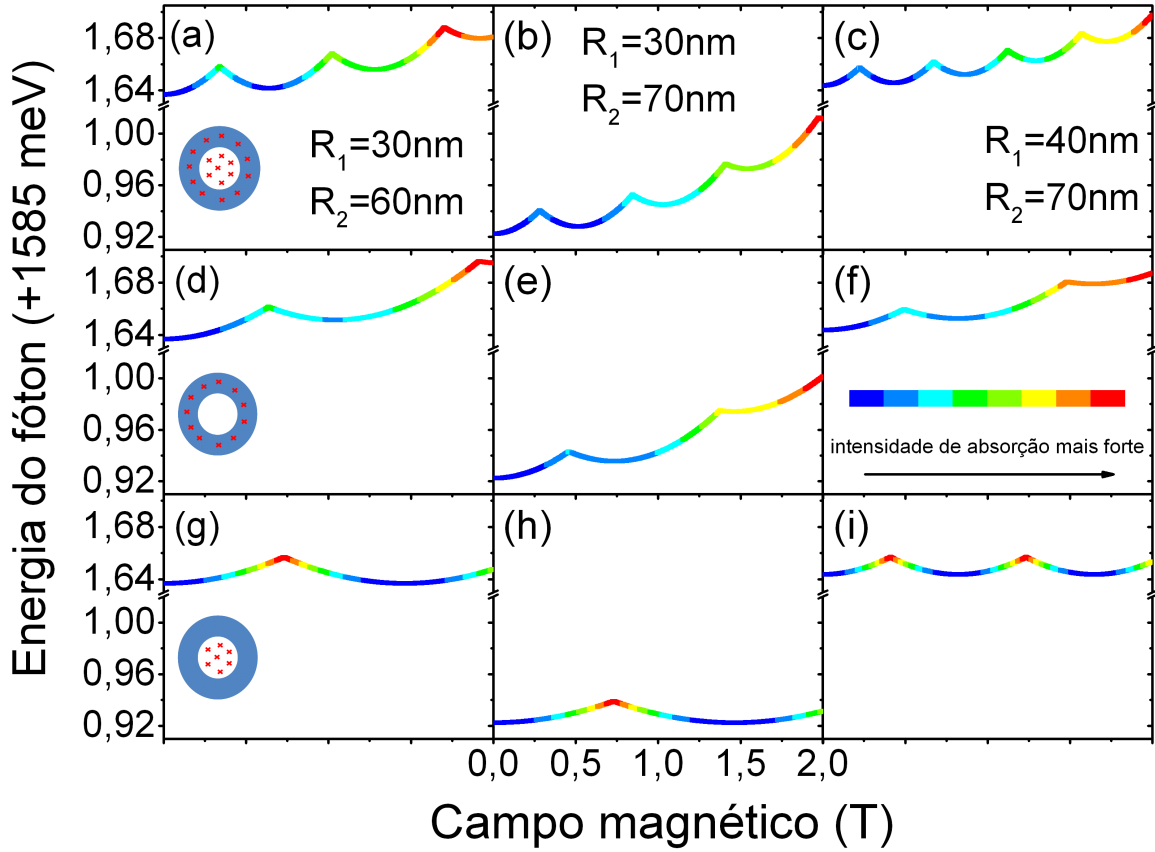 Energia do fóton (+1585 meV)
1,68
1,64
1,00
0,96
0,92
(a)
R1=30nm
R2=60nm
(b)
R1=30nm
R2=70nm
(c)
R1=40nm
R2=70nm
1,68
1,64
1,00
0,96
0,92
(d)
(e)
(f)
intensidade de absorção mais forte
1,68
1,64
1,00
0,96
0,92
(g)
(h)
(i)
0,0 0,5 1,0 1,5 2,0
Campo magnético (T)